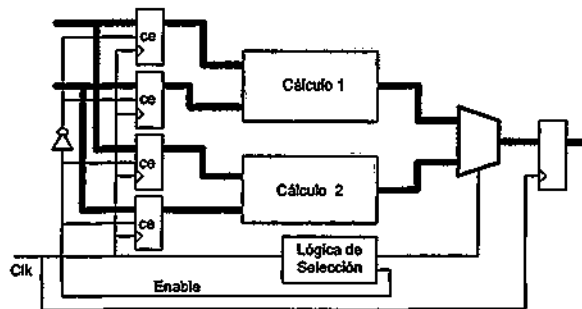 ce
ce
Cálculo 1
ce
Cálculo 2
ce
Lógica de
Selección
Clk
Enable